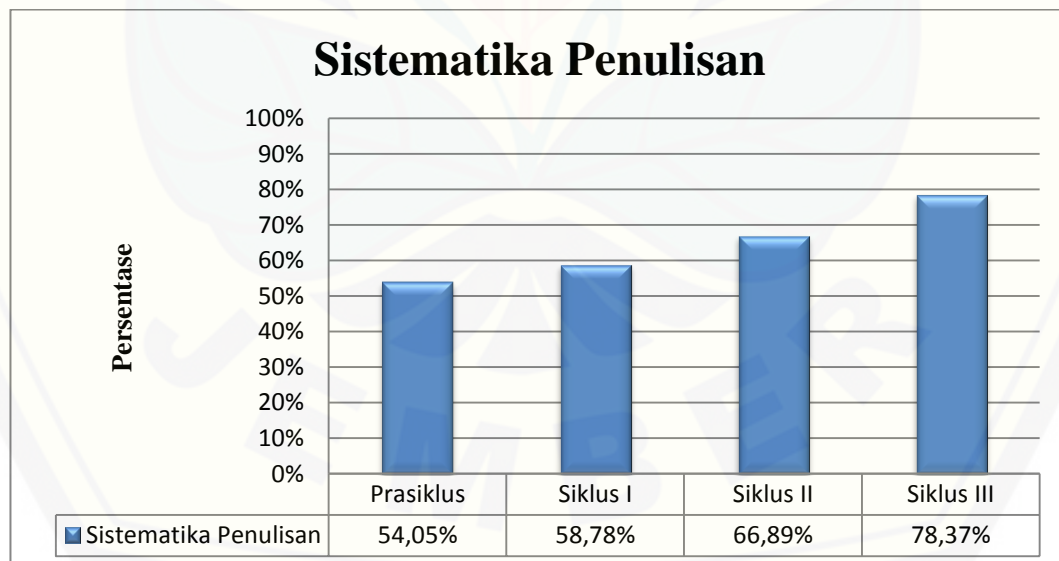 Sistematika Penulisan
100%
90%
80%
70%
60%
50%
40%
30%
20%
10%
0%
Persentase
Prasiklus Siklus I Siklus II Siklus III
Sistematika Penulisan 54,05% 58,78% 66,89% 78,37%
JEMBER